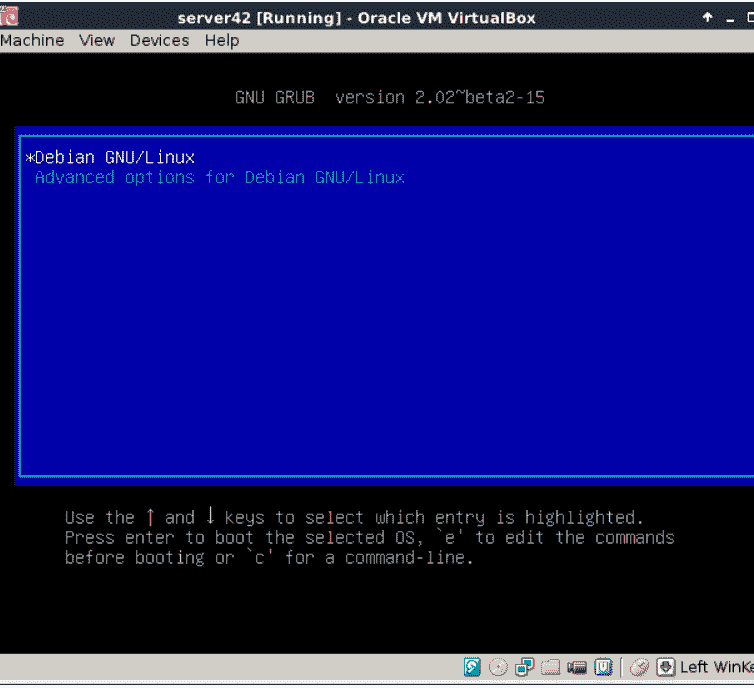 server42 [Running] - Oracle VM VirtualBox
Machine View Devices Help
GNU GRUB version 2.02~beta2-15
*Debian GNU/Linux
Advanced options for Debian GNU/Linux
Use the ↑ and ↓ keys to select which entry is highlighted.
Press enter to boot the selected OS, `e' to edit the commands
before booting or `c' for a command-line.
Left WinKe